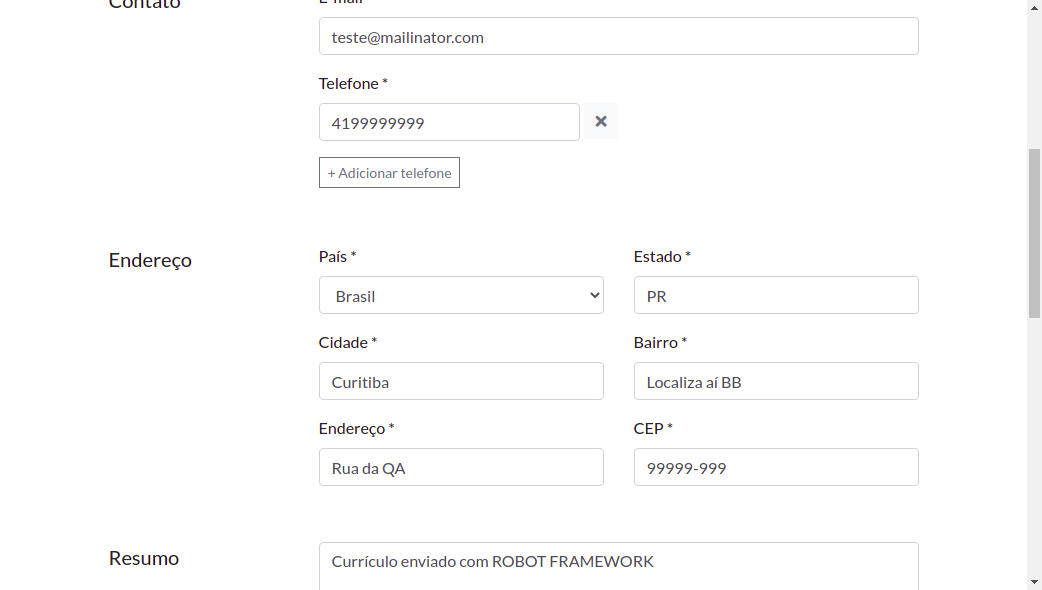 Contato
E-mail
teste@mailinator.com
Telefone *
4199999999
+ Adicionar telefone
Endereço
País *
Estado *
Brasil
PR
Cidade *
Bairro *
Curitiba
Localiza aí BB
Endereço *
CEP *
Rua da QA
99999-999
Resumo
Currículo enviado com ROBOT FRAMEWORK